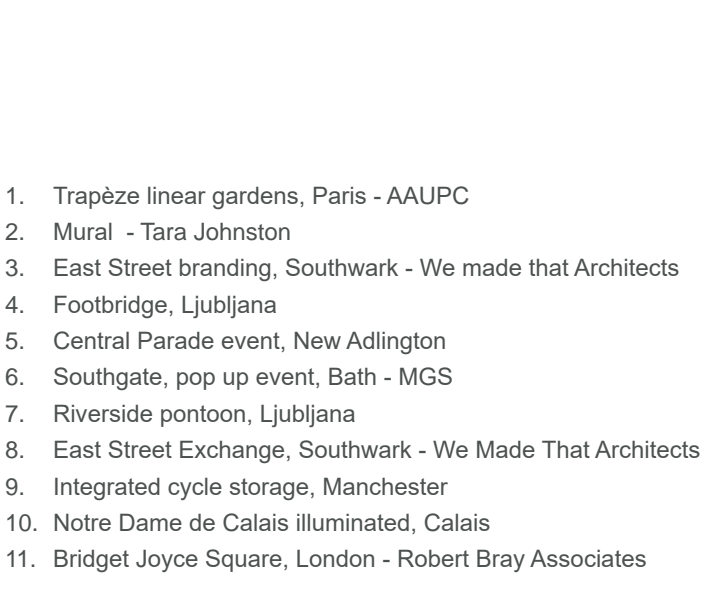 1. Trapèze linear gardens, Paris - AAUPC
2. Mural  - Tara Johnston
3. East Street branding, Southwark - We made that Architects
4. Footbridge, Ljubljana
5. Central Parade event, New Adlington
6. Southgate, pop up event, Bath - MGS
7. Riverside pontoon, Ljubljana
8. East Street Exchange, Southwark - We Made That Architects
9. Integrated cycle storage, Manchester
10. Notre Dame de Calais illuminated, Calais
11. Bridget Joyce Square, London - Robert Bray Associates